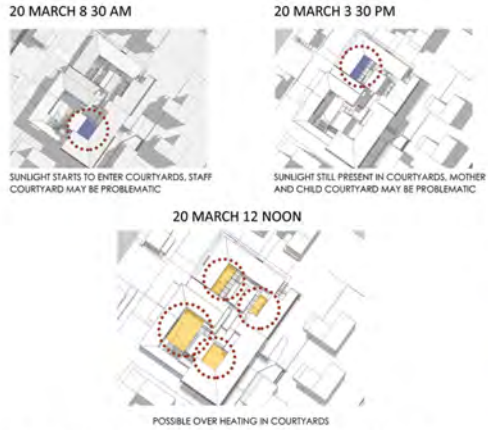 20 MARCH 8 30 AM
SUNLIGHT STARTS TO ENTER COURTYARDS, STAFF
COURTYARD MAY BE PROBLEMATIC
20 MARCH 3 30 PM
SUNLIGHT STILL PRESENT IN COURTYARDS, MOTHER
AND CHILD COURTYARD MAY BE PROBLEMATIC
20 MARCH 12 NOON
POSSIBLE OVER HEATING IN COURTYARDS